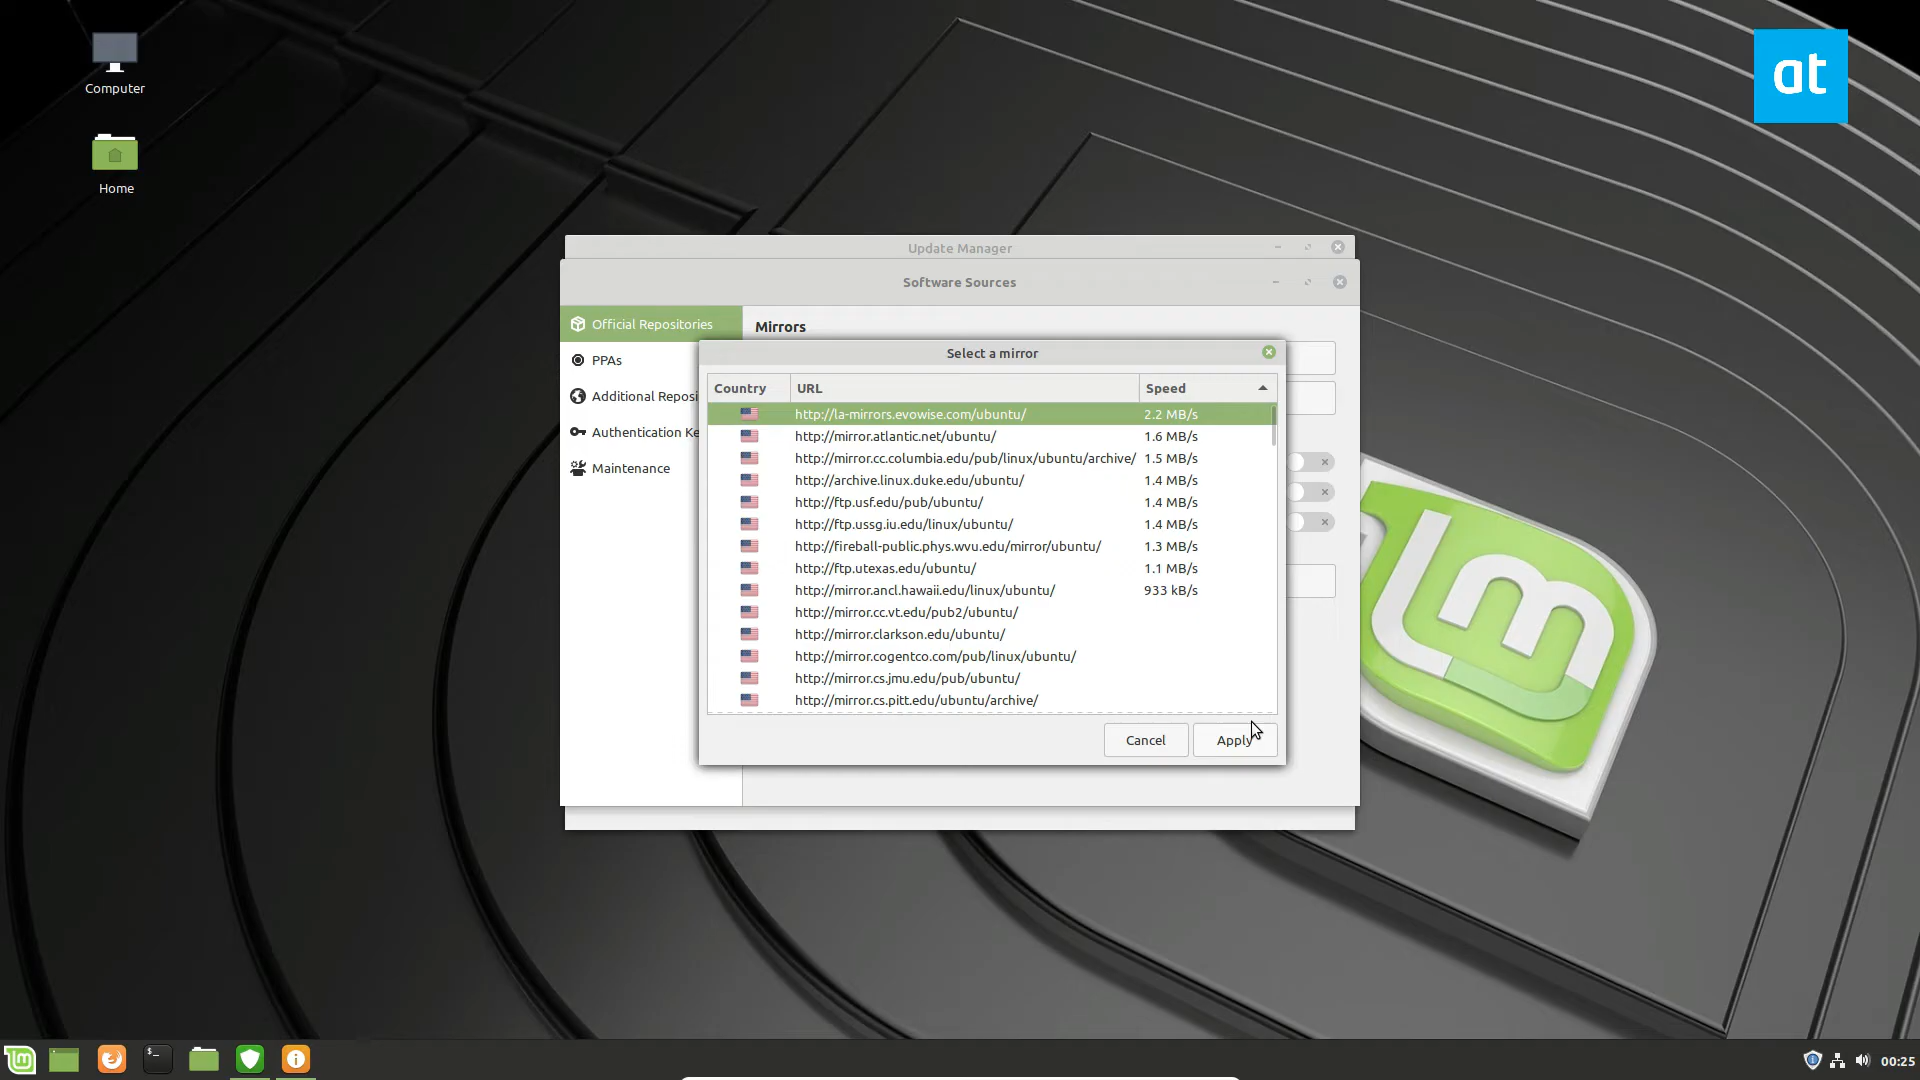 Computer
Home
at
Update Manager
Software Sources
Official Repositories
Mirrors
PPAs
Additional Reposi
Authentication Ke
Maintenance
Select a mirror
Country URL Speed
http://la-mirrors.evowise.com/ubuntu/ 2.2 MB/s
http://mirror.atlantic.net/ubuntu/ 1.6 MB/s
http://mirror.cc.columbia.edu/pub/linux/ubuntu/archive/ 1.5 MB/s
http://archive.linux.duke.edu/ubuntu/ 1.4 MB/s
http://ftp.usf.edu/pub/ubuntu/ 1.4 MB/s
http://ftp.ussg.iu.edu/linux/ubuntu/ 1.4 MB/s
http://fireball-public.phys.wvu.edu/mirror/ubuntu/ 1.3 MB/s
http://ftp.utexas.edu/ubuntu/ 1.1 MB/s
http://mirror.ancl.hawaii.edu/linux/ubuntu/ 933 kB/s
http://mirror.cc.vt.edu/pub2/ubuntu/
http://mirror.clarkson.edu/ubuntu/
http://mirror.cogentco.com/pub/linux/ubuntu/
http://mirror.cs.jmu.edu/pub/ubuntu/
http://mirror.cs.pitt.edu/ubuntu/archive/
Cancel Apply
00:25